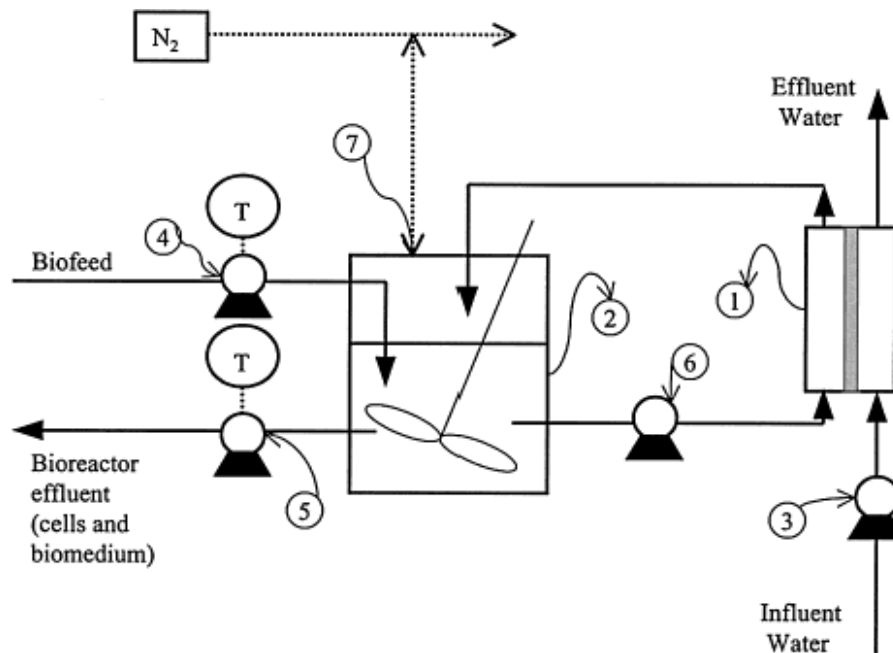 N2
Effluent
Water
7
T
4
Biofeed
1
2
T
6
Bioreactor
effluent
(cells and
biomedium)
5
3
Influent
Water